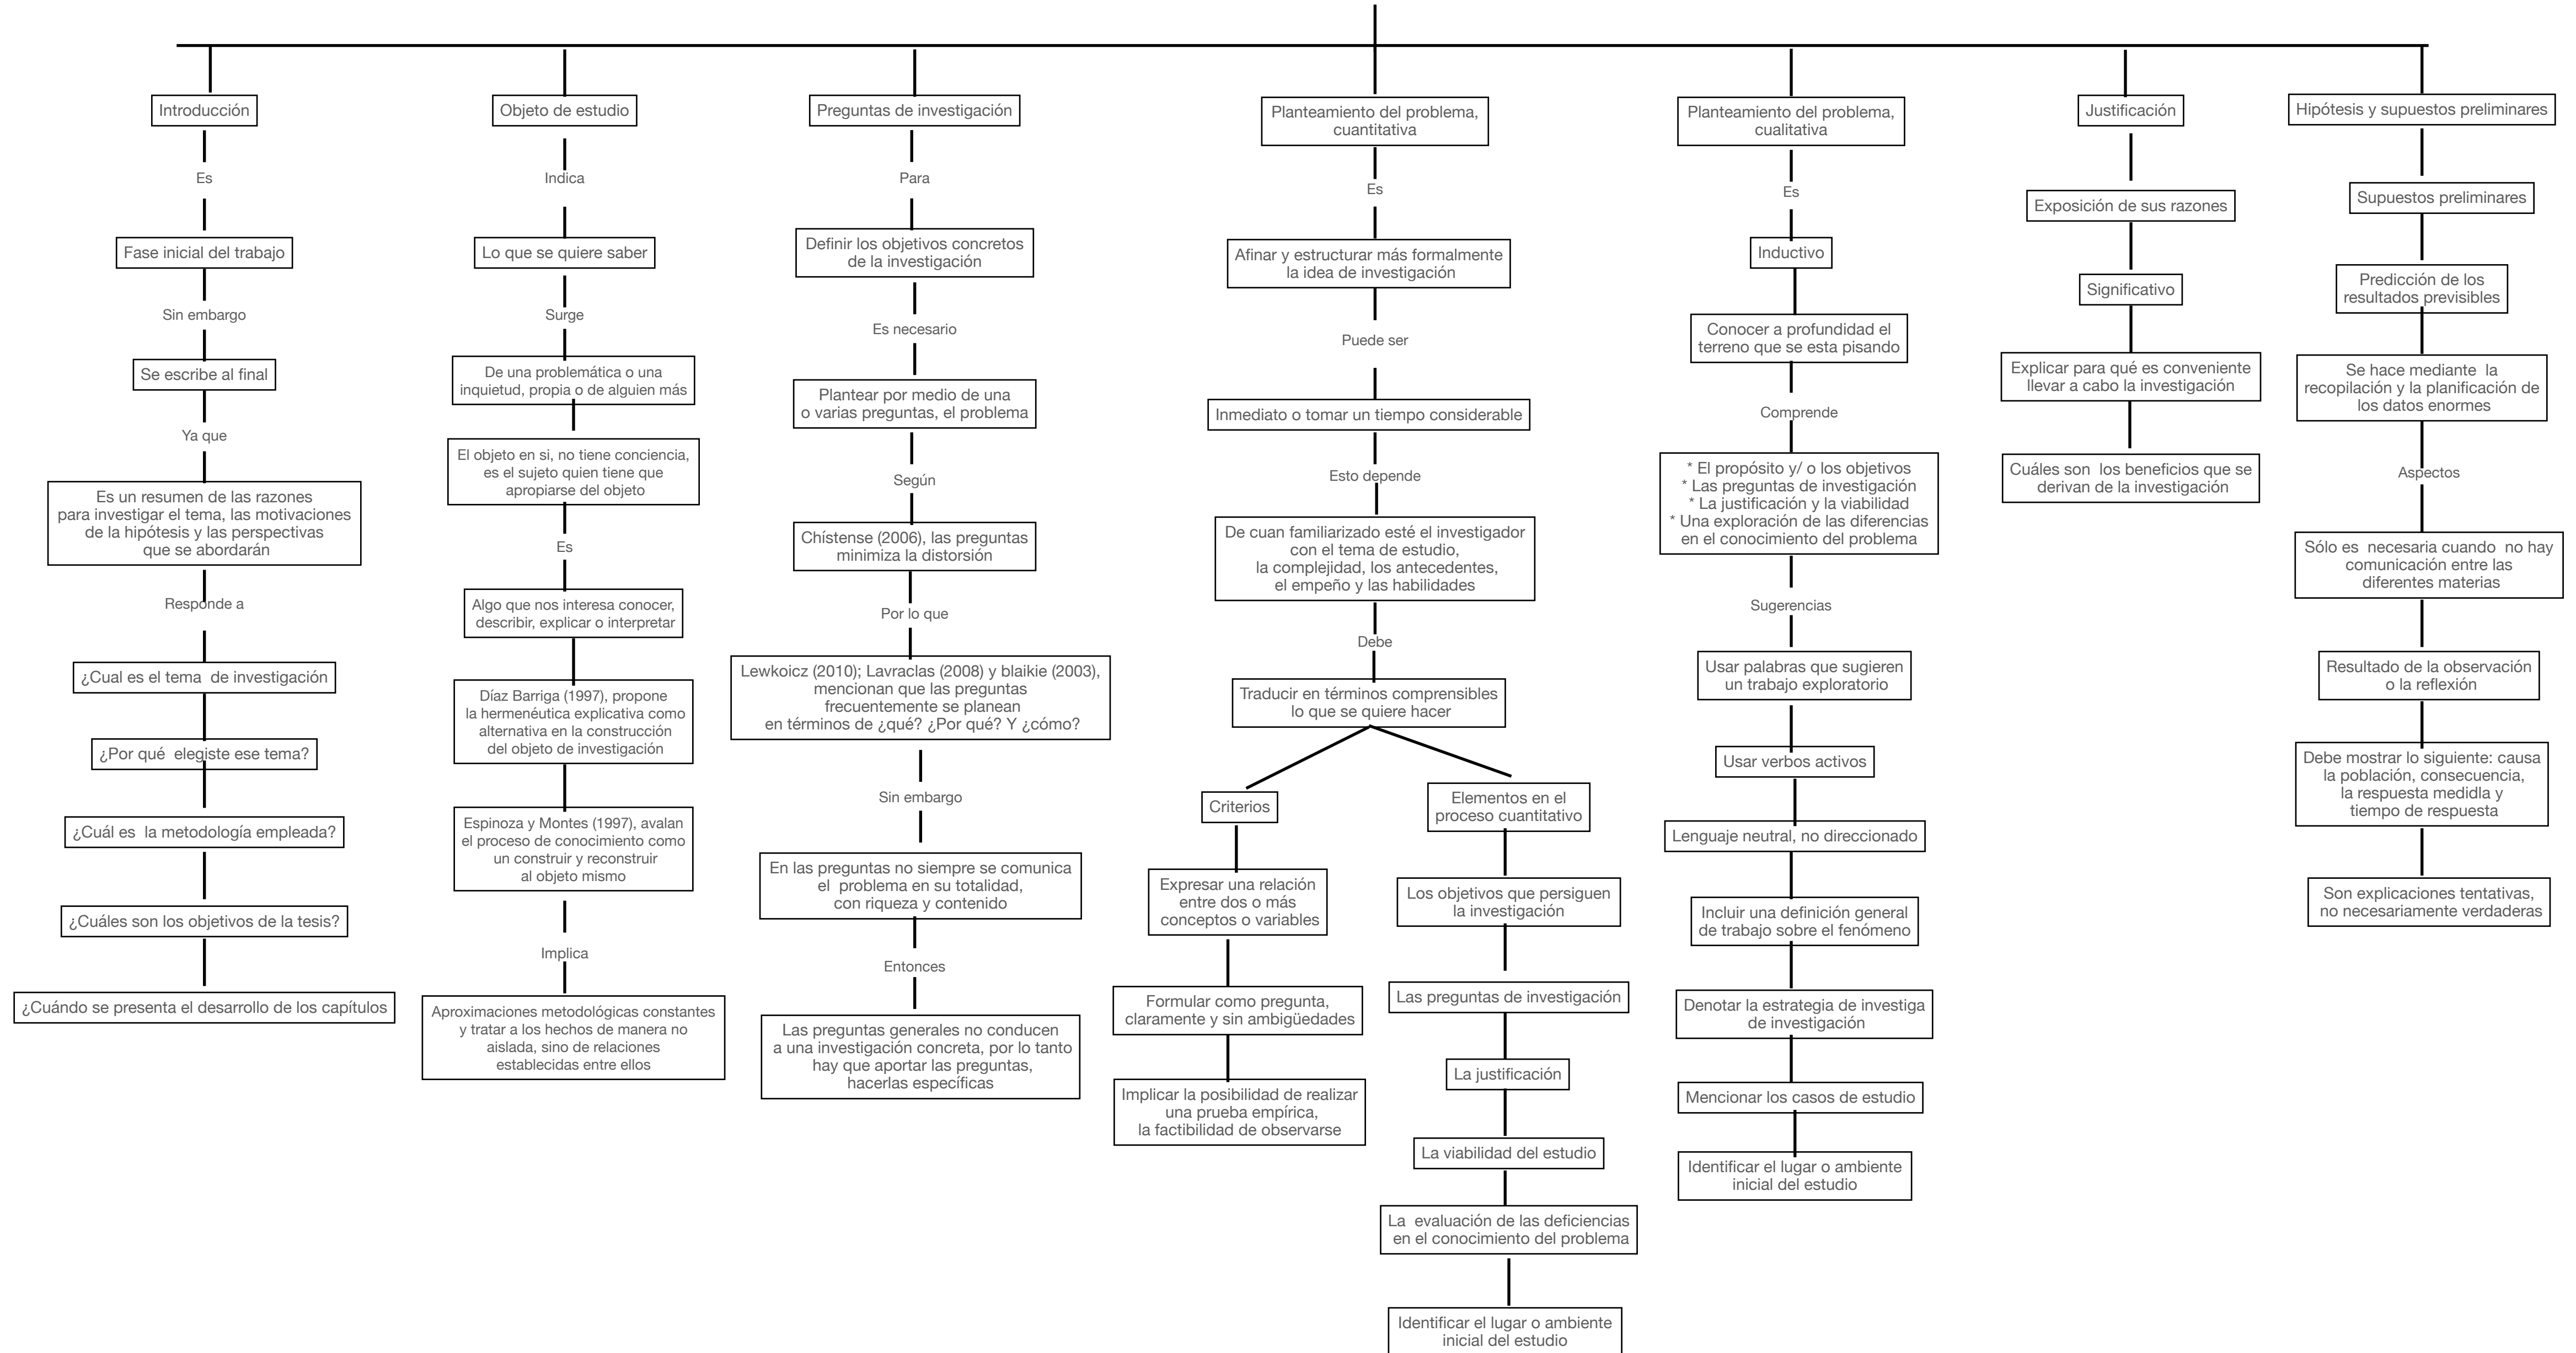 Introducción
Es
Fase inicial del trabajo
Sin embargo
Se escribe al final
Ya que
Es un resumen de las razones
para investigar el tema, las motivaciones
de la hipótesis y las perspectivas
que se abordarán
Responde a
¿Cual es el tema  de investigación
¿Por qué  elegiste ese tema?
¿Cuál es  la metodología empleada?
¿Cuáles son los objetivos de la tesis?
¿Cuándo se presenta el desarrollo de los capítulos
Objeto de estudio
Indica
Lo que se quiere saber
Surge
De una problemática o una
inquietud, propia o de alguien más
El objeto en si, no tiene conciencia,
es el sujeto quien tiene que
apropiarse del objeto
Es
Algo que nos interesa conocer,
describir, explicar o interpretar
Díaz Barriga (1997), propone
la hermenéutica explicativa como
alternativa en la construcción
del objeto de investigación
Espinoza y Montes (1997), avalan
el proceso de conocimiento como
un construir y reconstruir
al objeto mismo
Implica
Aproximaciones metodológicas constantes
y tratar a los hechos de manera no
aislada, sino de relaciones
establecidas entre ellos
Preguntas de investigación
Para
Definir los objetivos concretos
de la investigación
Es necesario
Plantear por medio de una
o varias preguntas, el problema
Según
Chístense (2006), las preguntas
minimiza la distorsión
Por lo que
Lewkoicz (2010); Lavraclas (2008) y blaikie (2003),
mencionan que las preguntas
frecuentemente se planean
en términos de ¿qué? ¿Por qué? Y ¿cómo?
Sin embargo
En las preguntas no siempre se comunica
el  problema en su totalidad,
con riqueza y contenido
Entonces
Las preguntas generales no conducen
a una investigación concreta, por lo tanto
hay que aportar las preguntas,
hacerlas específicas
Planteamiento del problema,
cuantitativa
Es
Afinar y estructurar más formalmente
la idea de investigación
Puede ser
Inmediato o tomar un tiempo considerable
Esto depende
De cuan familiarizado esté el investigador
con el tema de estudio,
la complejidad, los antecedentes,
el empeño y las habilidades
Debe
Traducir en términos comprensibles
lo que se quiere hacer
Criterios
Expresar una relación
entre dos o más
conceptos o variables
Formular como pregunta,
claramente y sin ambigüedades
Implicar la posibilidad de realizar
una prueba empírica,
la factibilidad de observarse
Elementos en el
proceso cuantitativo
Los objetivos que persiguen
la investigación
Las preguntas de investigación
La justificación
La viabilidad del estudio
La  evaluación de las deficiencias
en el conocimiento del problema
Identificar el lugar o ambiente
inicial del estudio
Planteamiento del problema,
cualitativa
Es
Inductivo
Conocer a profundidad el
terreno que se esta pisando
Comprende
* El propósito y/ o los objetivos
* Las preguntas de investigación
* La justificación y la viabilidad
* Una exploración de las diferencias
en el conocimiento del problema
Sugerencias
Usar palabras que sugieren
un trabajo exploratorio
Usar verbos activos
Lenguaje neutral, no direccionado
Incluir una definición general
de trabajo sobre el fenómeno
Denotar la estrategia de investiga
de investigación
Mencionar los casos de estudio
Identificar el lugar o ambiente
inicial del estudio
Justificación
Exposición de sus razones
Significativo
Explicar para qué es conveniente
llevar a cabo la investigación
Cuáles son  los beneficios que se
derivan de la investigación
Hipótesis y supuestos preliminares
Supuestos preliminares
Predicción de los
resultados previsibles
Se hace mediante  la
recopilación y la planificación de
los datos enormes
Aspectos
Sólo es  necesaria cuando  no hay
comunicación entre las
diferentes materias
Resultado de la observación
o la reflexión
Debe mostrar lo siguiente: causa
la población, consecuencia,
la respuesta medidla y
tiempo de respuesta
Son explicaciones tentativas,
no necesariamente verdaderas